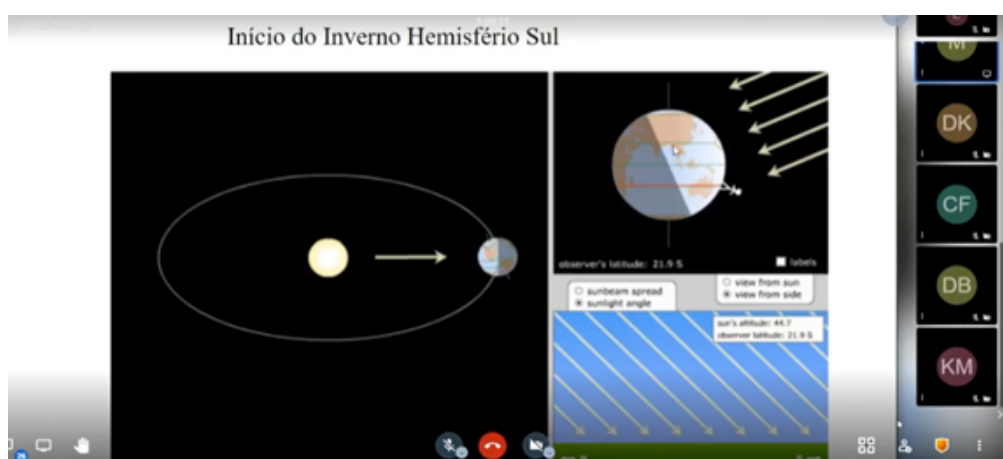 Início do Inverno Hemisfério Sul
observer's latitude: 21.9 S
labels
sunbeam spread
sunlight angle
view from sun
view from side
sun's altitude: 44.7
observer latitude: 21.9 S
M
DK
CF
DB
KM